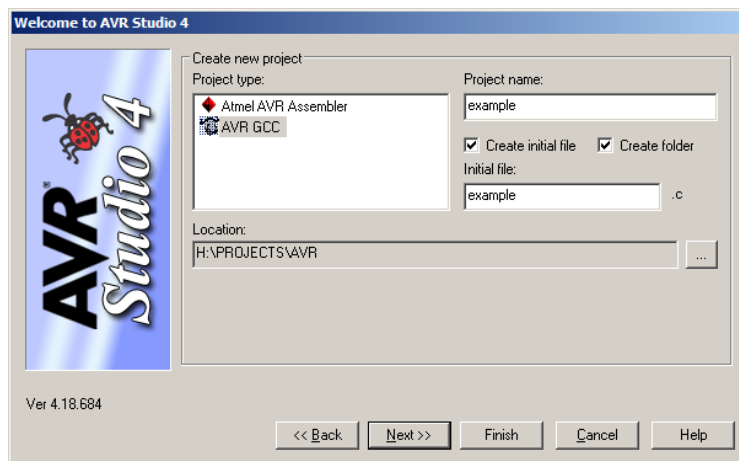 Welcome to AVR Studio 4
AVR Studio 4
Create new project
Project type:
Atmel AVR Assembler
AVR GCC
Project name:
example
Create initial file
Create folder
Initial file:
example .c
Location:
H:\PROJECTS\AVR
...
Ver 4.18.684
<< Back
Next >>
Finish
Cancel
Help